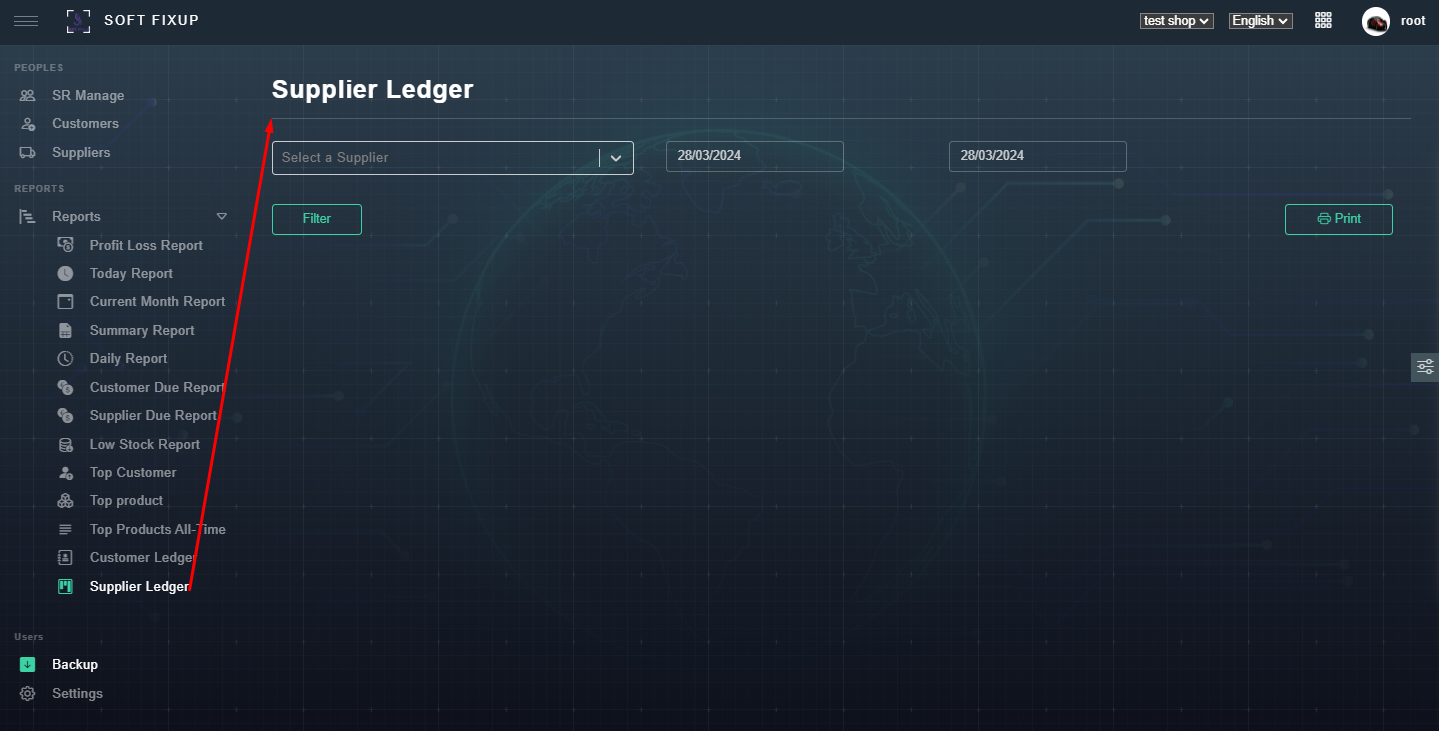 SOFT FIXUP
test shop
English
root
PEOPLES
SR Manage
Customers
Suppliers
REPORTS
Reports
Profit Loss Report
Today Report
Current Month Report
Summary Report
Daily Report
Customer Due Report
Supplier Due Report
Low Stock Report
Top Customer
Top product
Top Products All-Time
Customer Ledger
Supplier Ledger
Users
Backup
Settings
Supplier Ledger
Select a Supplier
28/03/2024
28/03/2024
Filter
Print